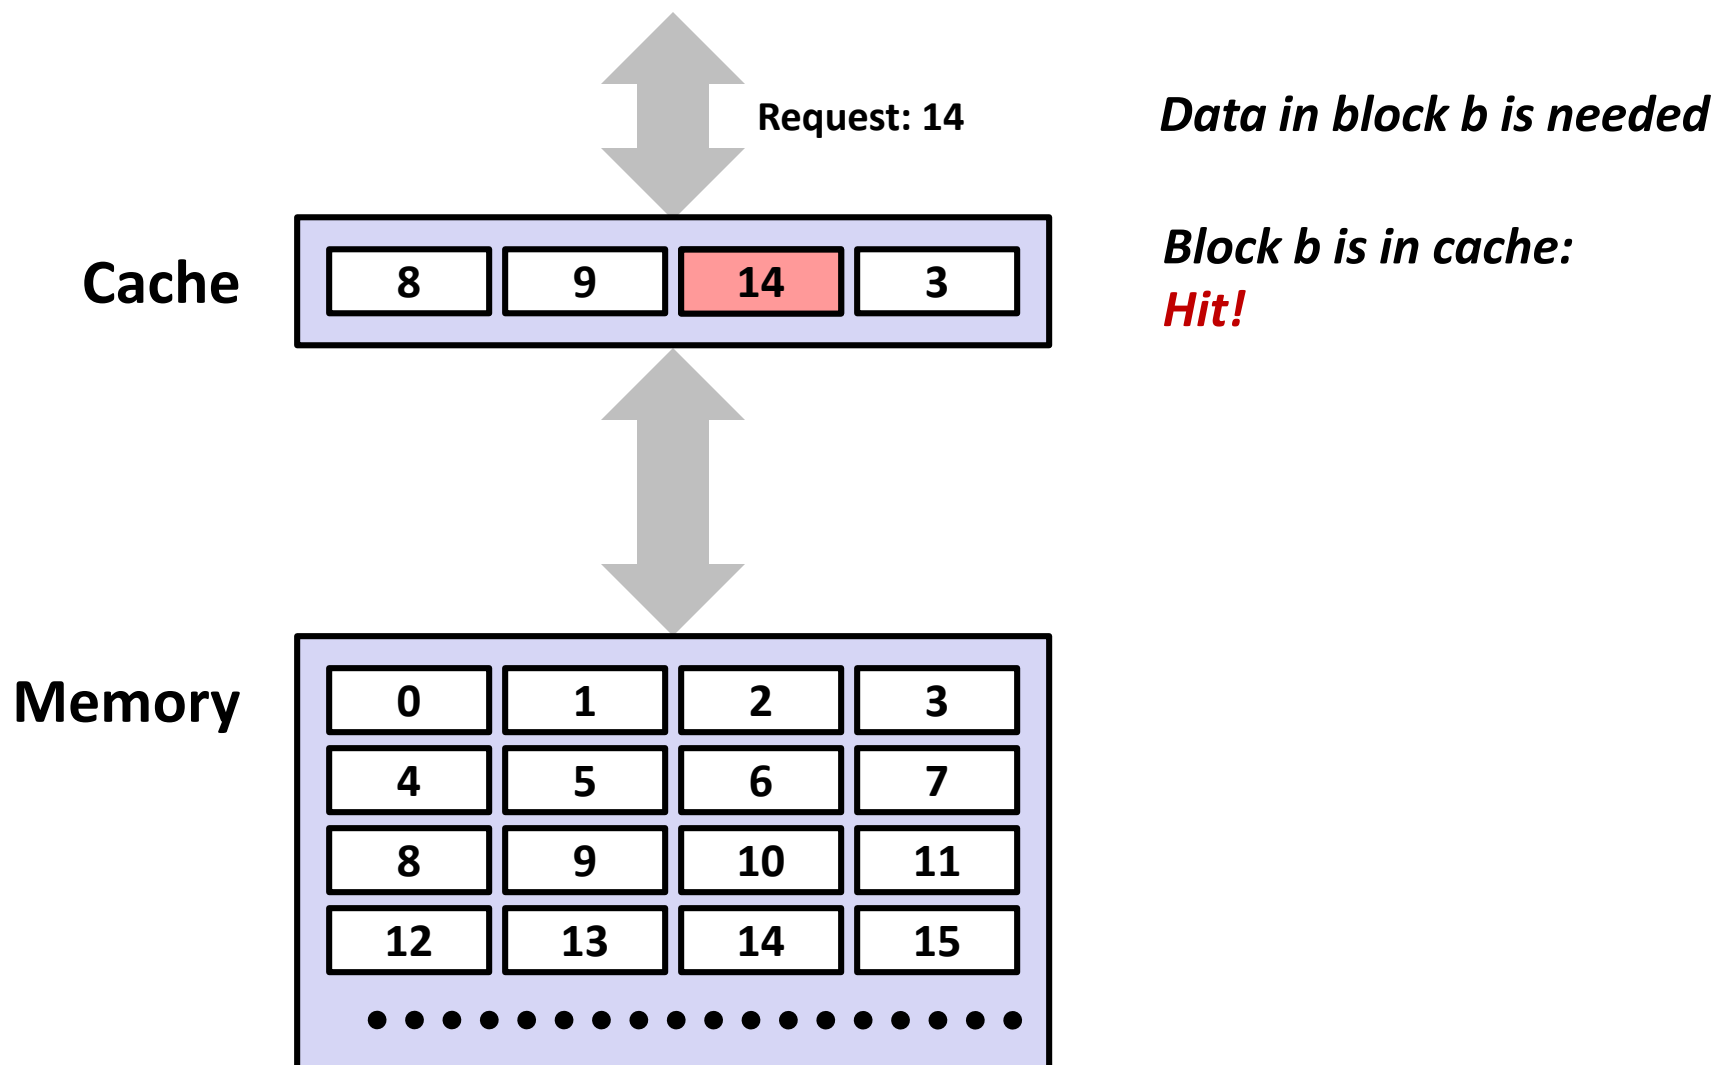 Request: 14
Data in block b is needed
Cache
8 9 14 3
Block b is in cache:
Hit!
Memory
0 1 2 3
4 5 6 7
8 9 10 11
12 13 14 15